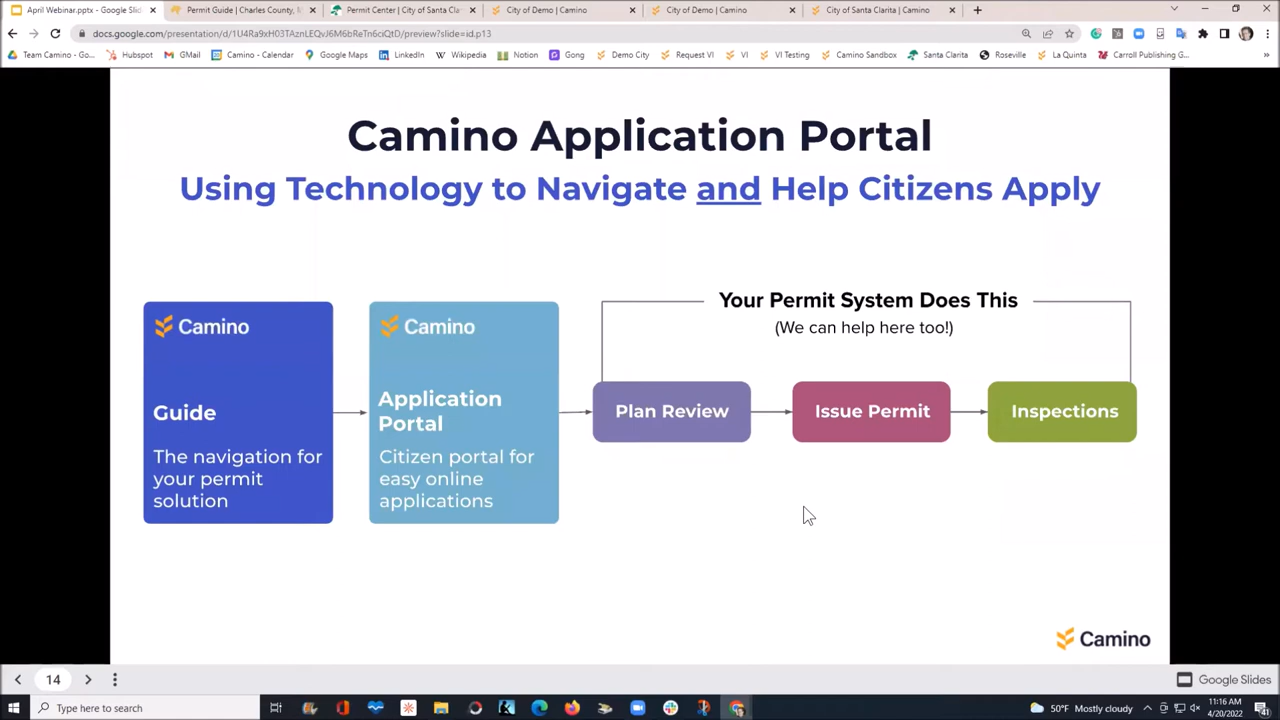 April Webinar.pptx - Google Slid
Permit Guide | Charles County, M
Permit Center | City of Santa Cla
City of Demo | Camino
City of Demo | Camino
City of Santa Clarita | Camino
docs.google.com/presentation/d/1U4Ra9xH03TAznLEQvJ6M6bReTn6ciQtD/preview?slide=id.p13
Team Camino - Go...
Hubspot
GMail
Camino - Calendar
Google Maps
LinkedIn
Wikipedia
Notion
Gong
Demo City
Request VI
VI
VI Testing
Camino Sandbox
Santa Clarita
Roseville
La Quinta
Carroll Publishing G...
Camino Application Portal
Using Technology to Navigate and Help Citizens Apply
Camino
Guide
The navigation for
your permit
solution
Camino
Application
Portal
Citizen portal for
easy online
applications
Your Permit System Does This
(We can help here too!)
Plan Review
Issue Permit
Inspections
Camino
14
Google Slides
Type here to search
50°F Mostly cloudy
11:16 AM
4/20/2022